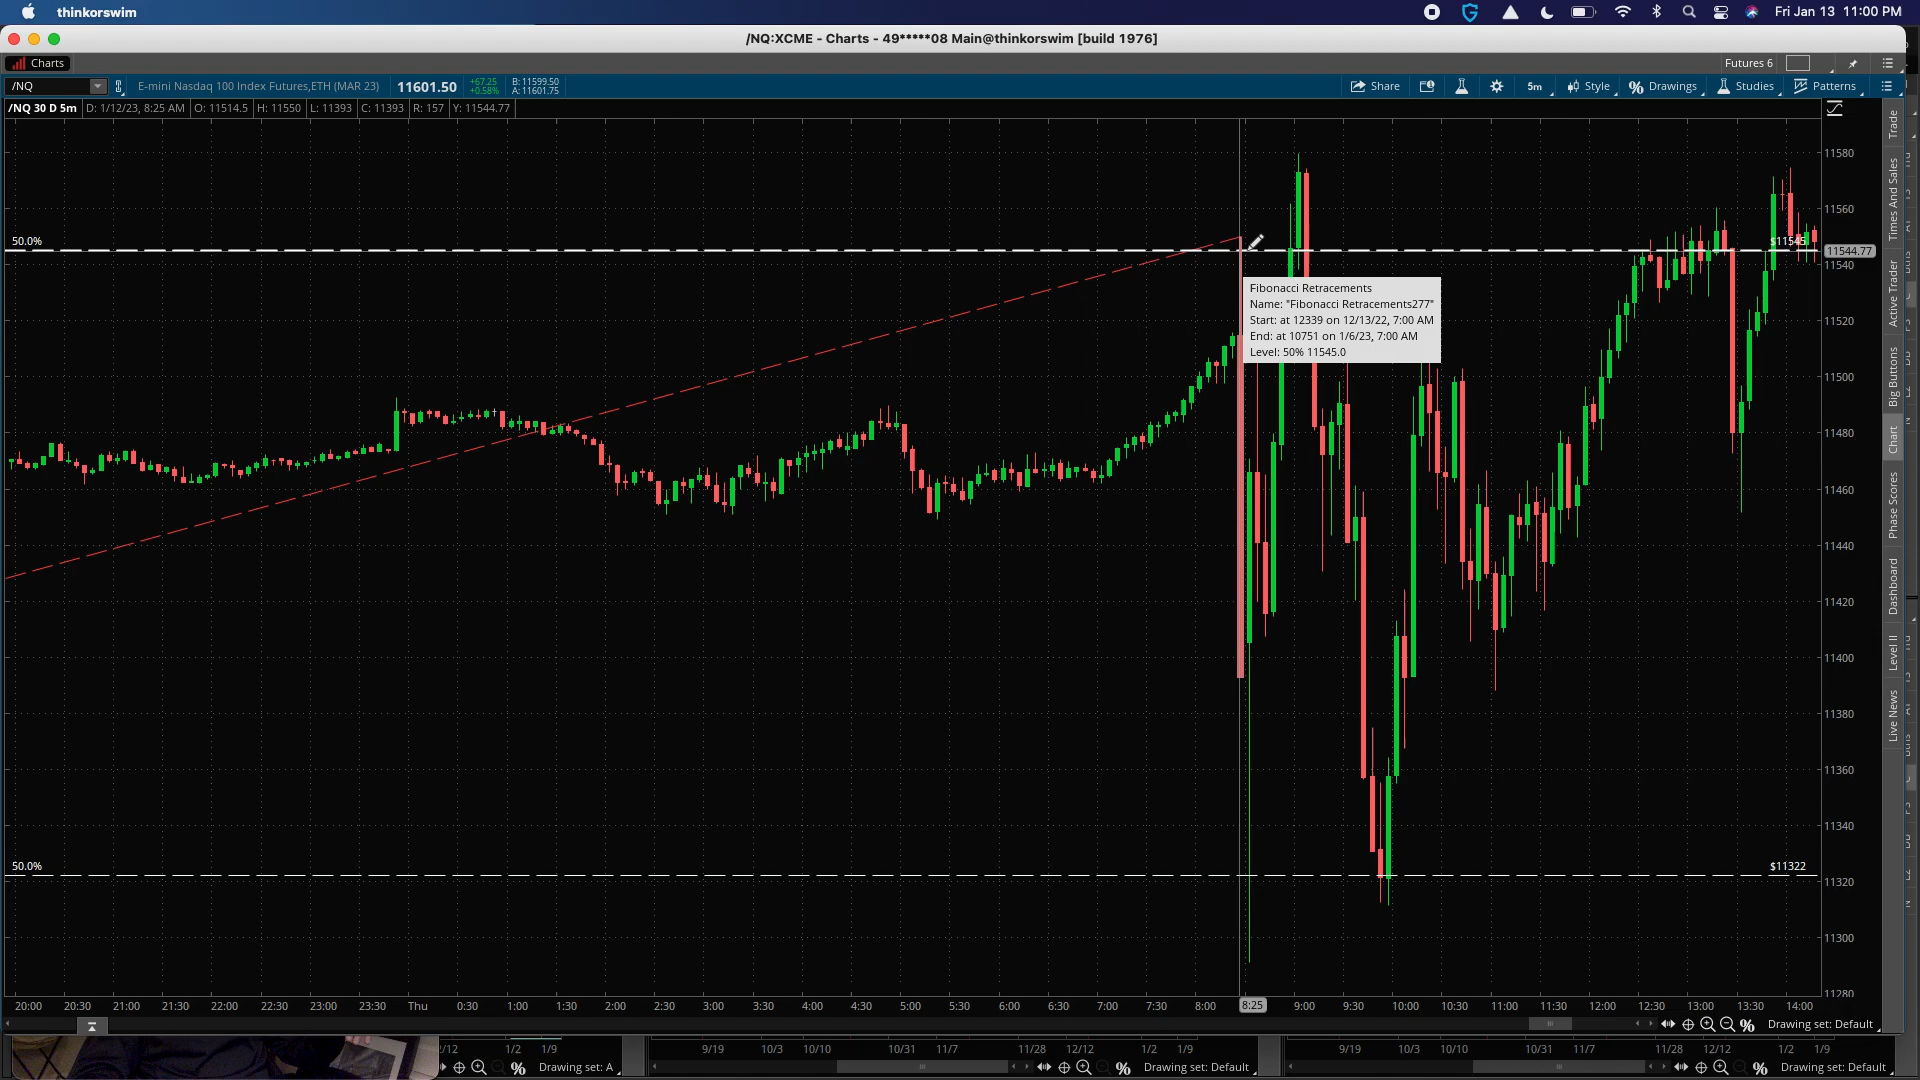 thinkorswim
Fri Jan 13 11:00 PM
/NQ:XCME - Charts - 49*****08 Main@thinkorswim [build 1976]
Charts
Futures 6
/NQ
E-mini Nasdaq 100 Index Futures,ETH (MAR 23)
11601.50
+67.25
+0.58%
B: 11599.50
A: 11601.75
Share
5m
Style
Drawings
Studies
Patterns
/NQ 30 D 5m
D: 1/12/23, 8:25 AM
O: 11514.5
H: 11550
L: 11393
C: 11393
R: 157
Y: 11544.77
11580
11560
50.0%
$11545
11544.77
11540
Fibonacci Retracements
Name: "Fibonacci Retracements277"
Start: at 12339 on 12/13/22, 7:00 AM
End: at 10751 on 1/6/23, 7:00 AM
Level: 50% 11545.0
11520
11500
11480
11460
11440
11420
11400
11380
11360
11340
50.0%
$11322
11320
11300
11280
Trade
Times And Sales
Active Trader
Big Buttons
Chart
Phase Scores
Dashboard
Level II
Live News
20:00 20:30 21:00 21:30 22:00 22:30 23:00 23:30 Thu 0:30 1:00 1:30 2:00 2:30 3:00 3:30 4:00 4:30 5:00 5:30 6:00 6:30 7:00 7:30 8:00 8:25 9:00 9:30 10:00 10:30 11:00 11:30 12:00 12:30 13:00 13:30 14:00
Drawing set: Default
/12 1/2 1/9
9/19 10/3 10/10 10/31 11/7 11/28 12/12 1/2 1/9
9/19 10/3 10/10 10/31 11/7 11/28 12/12 1/2 1/9
Drawing set: A
Drawing set: Default
Drawing set: Default